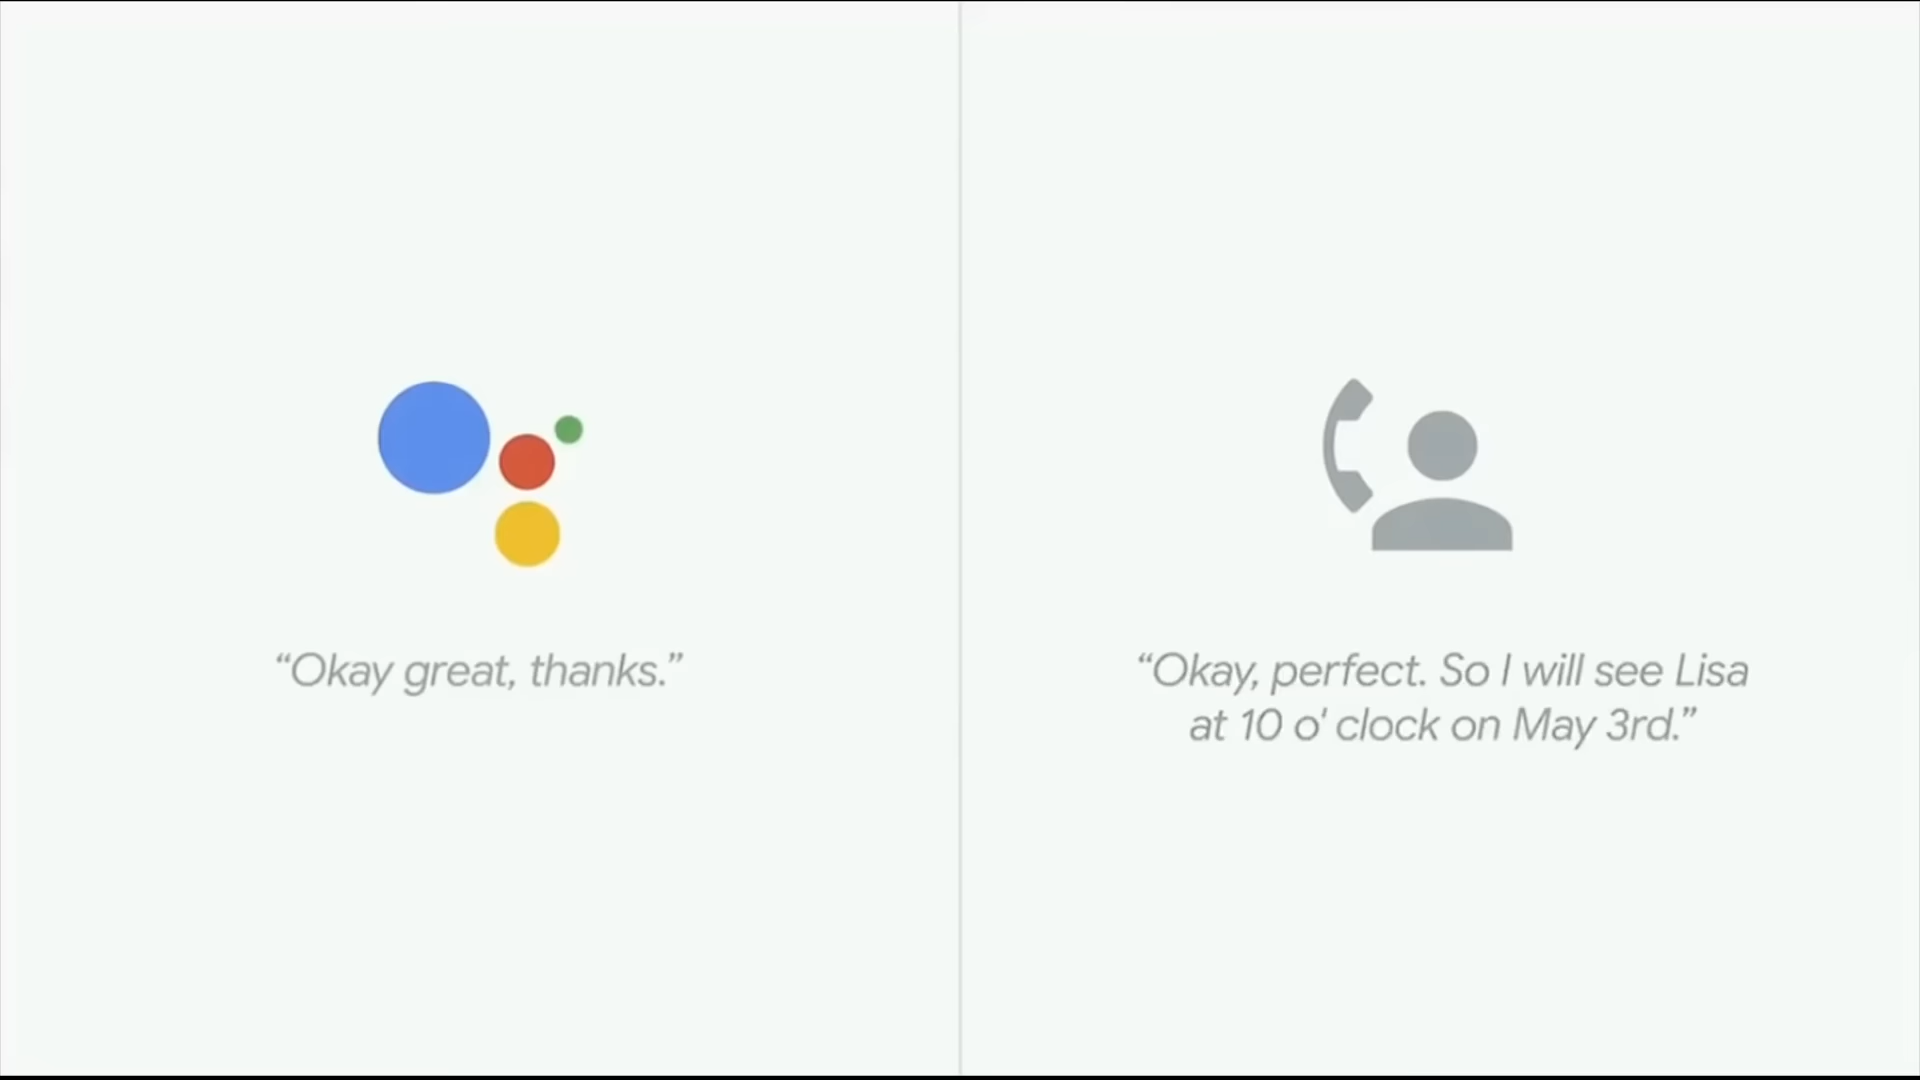 “Okay great, thanks.”
“Okay, perfect. So I will see Lisa
at 10 o' clock on May 3rd.”